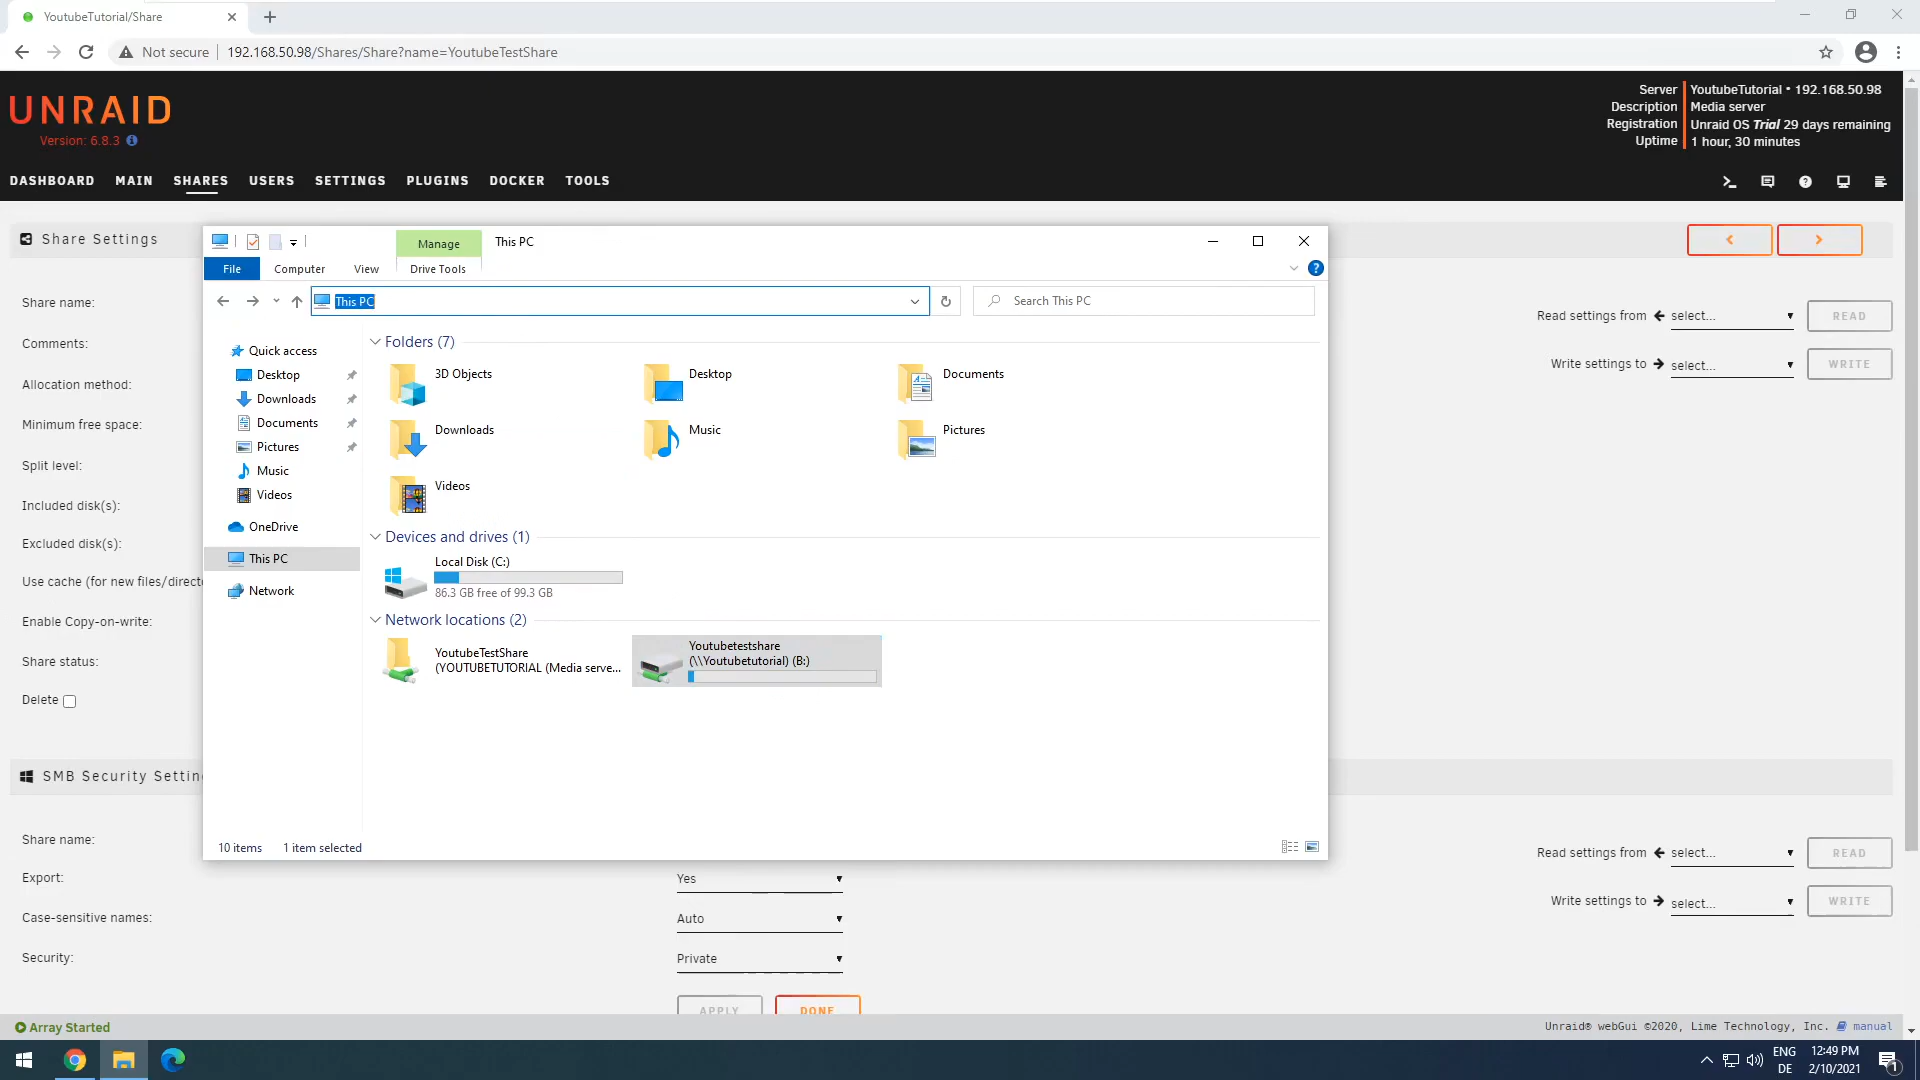 YoutubeTutorial/Share
Not secure
192.168.50.98/Shares/Share?name=YoutubeTestShare
UNRAID
Version: 6.8.3
Server
YoutubeTutorial • 192.168.50.98
Description
Media server
Registration
Unraid OS Trial 29 days remaining
Uptime
1 hour, 30 minutes
DASHBOARD
MAIN
SHARES
USERS
SETTINGS
PLUGINS
DOCKER
TOOLS
Share Settings
Share name:
Comments:
Allocation method:
Minimum free space:
Split level:
Included disk(s):
Excluded disk(s):
Use cache (for new files/directo
Enable Copy-on-write:
Share status:
Delete
Read settings from
select...
READ
Write settings to
select...
WRITE
Manage
This PC
File
Computer
View
Drive Tools
This PC
Search This PC
Quick access
Desktop
Downloads
Documents
Pictures
Music
Videos
OneDrive
This PC
Network
Folders (7)
3D Objects
Desktop
Documents
Downloads
Music
Pictures
Videos
Devices and drives (1)
Local Disk (C:)
86.3 GB free of 99.3 GB
Network locations (2)
YoutubeTestShare
(YOUTUBETUTORIAL (Media serve...
Youtubetestshare
(\\Youtubetutorial) (B:)
10 items
1 item selected
SMB Security Setting
Share name:
Export:
Yes
Case-sensitive names:
Auto
Security:
Private
APPLY
DONE
Read settings from
select...
READ
Write settings to
select...
WRITE
Array Started
Unraid® webGui ©2020, Lime Technology, Inc.
manual
ENG
DE
12:49 PM
2/10/2021
1